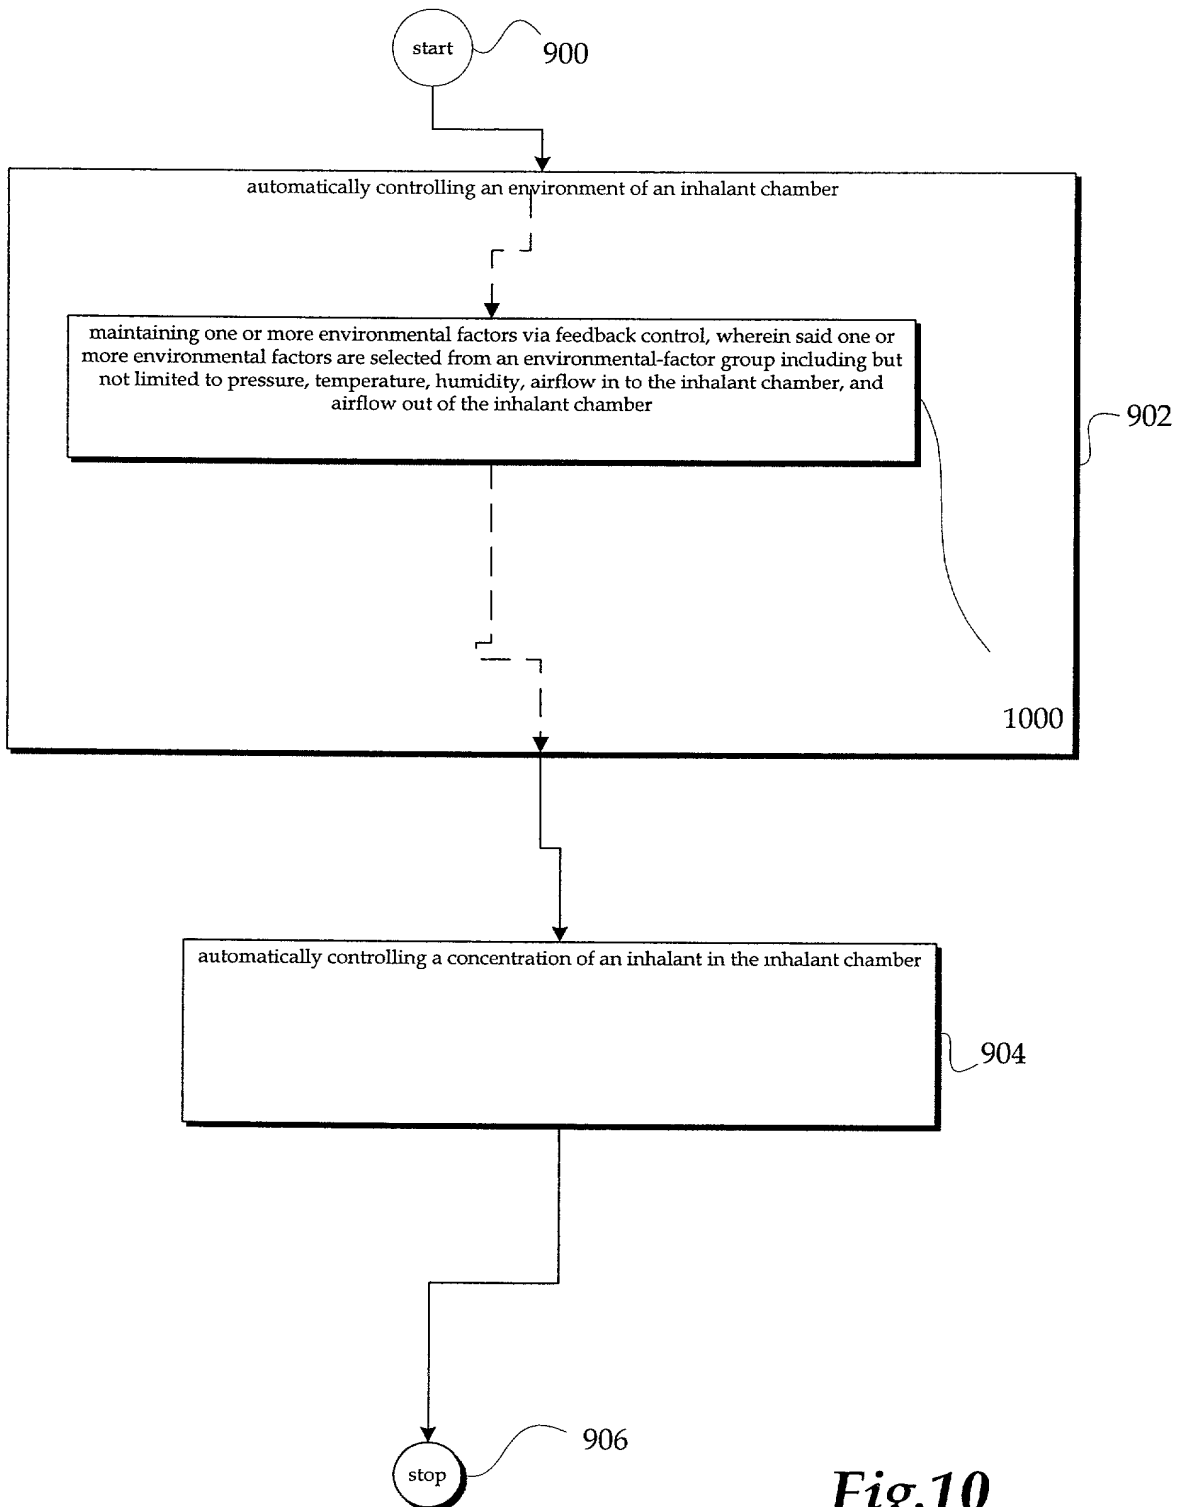 start
900
automatically controlling an environment of an inhalant chamber
maintaining one or more environmental factors via feedback control, wherein said one or
more environmental factors are selected from an environmental-factor group including but
not limited to pressure, temperature, humidity, airflow in to the inhalant chamber, and
airflow out of the inhalant chamber
902
1000
automatically controlling a concentration of an inhalant in the inhalant chamber
904
906
stop
Fig.10